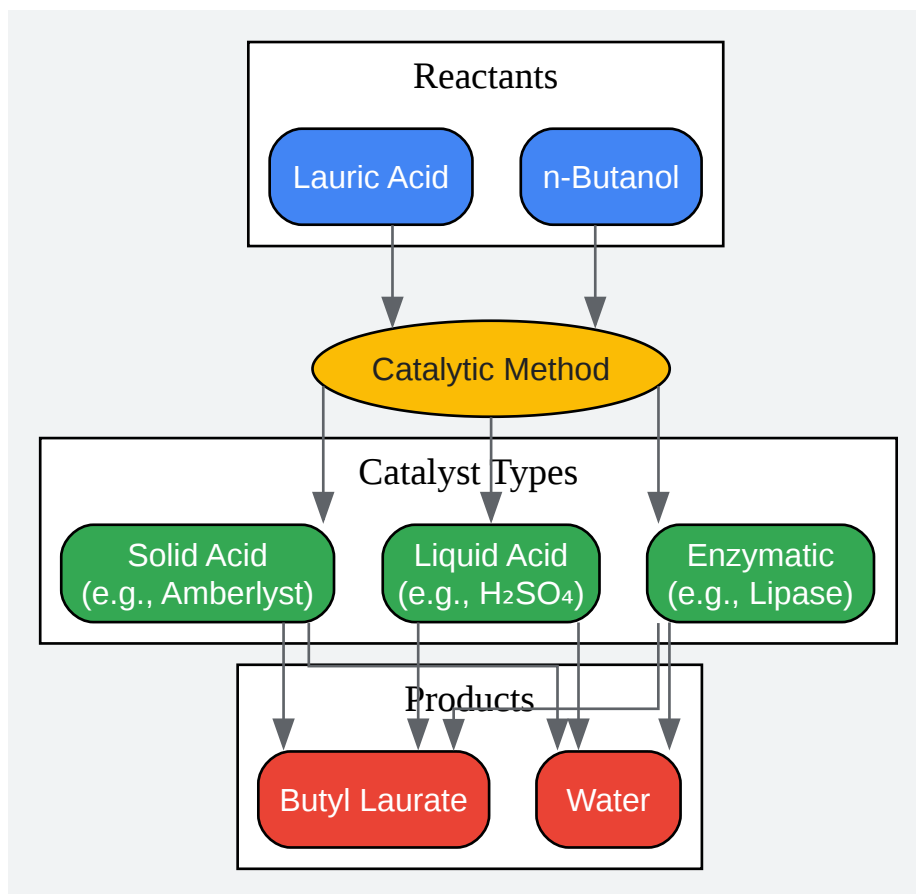 Reactants
Lauric Acid
n-Butanol
Catalytic Method
Catalyst Types
Solid Acid
(e.g., Amberlyst)
Liquid Acid
(e.g., H₂SO₄)
Enzymatic
(e.g., Lipase)
Products
Butyl Laurate
Water